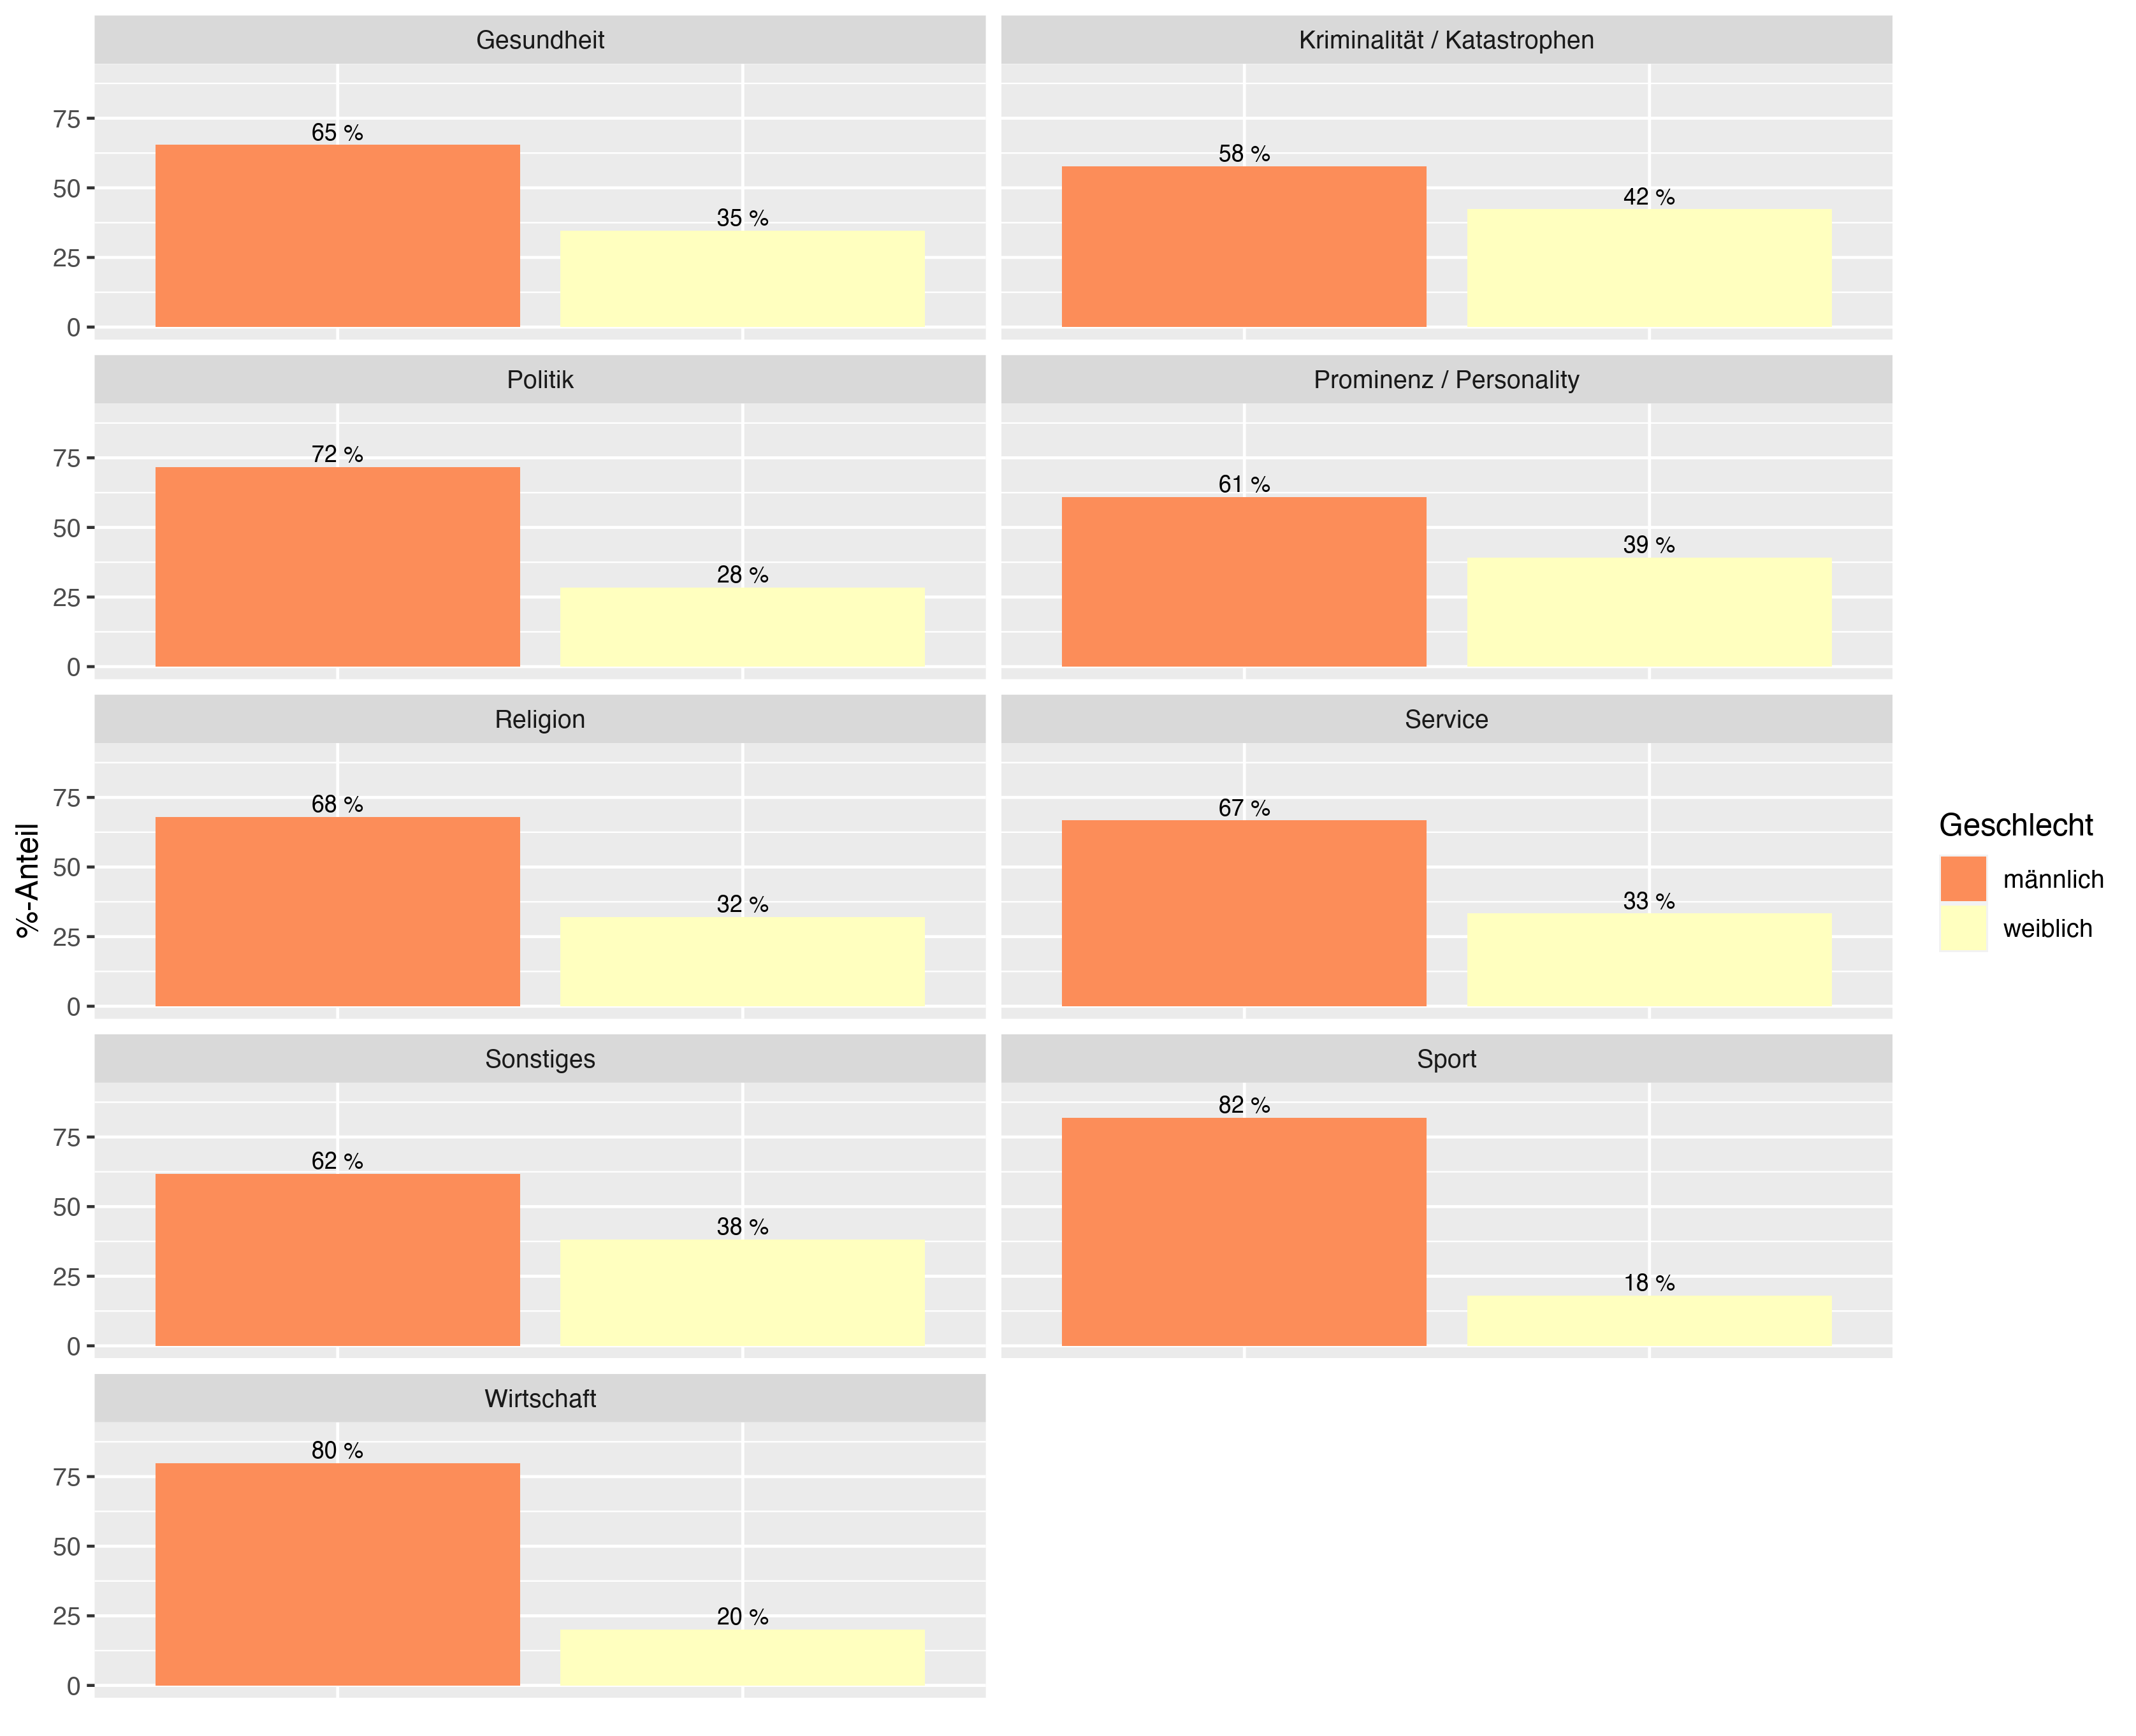 Gesundheit
Kriminalität / Katastrophen
75
50
25
0
65 %
35 %
58 %
42 %
Politik
Prominenz / Personality
75
50
25
0
72 %
28 %
61 %
39 %
Religion
Service
75
50
25
0
68 %
32 %
67 %
33 %
Sonstiges
Sport
75
50
25
0
62 %
38 %
82 %
18 %
Wirtschaft
75
50
25
0
80 %
20 %
%-Anteil
Geschlecht
männlich
weiblich